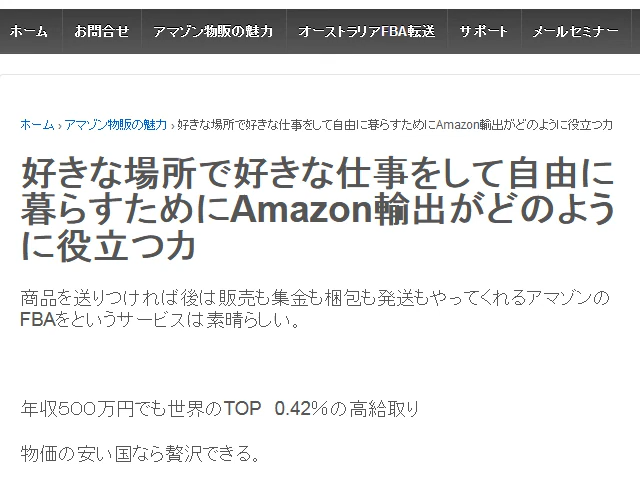 ホーム お問合せ アマゾン物販の魅力 オーストラリアFBA転送 サポート メールセミナー
ホーム › アマゾン物販の魅力 › 好きな場所で好きな仕事をして自由に暮らすためにAmazon輸出がどのように役立つカ
好きな場所で好きな仕事をして自由に
暮らすためにAmazon輸出がどのよう
に役立つカ
商品を送りつければ後は販売も集金も梱包も発送もやってくれるアマゾンの
FBAをというサービスは素晴らしい。
年収５００万円でも世界のTOP　0.42％の高給取り
物価の安い国なら贅沢できる。